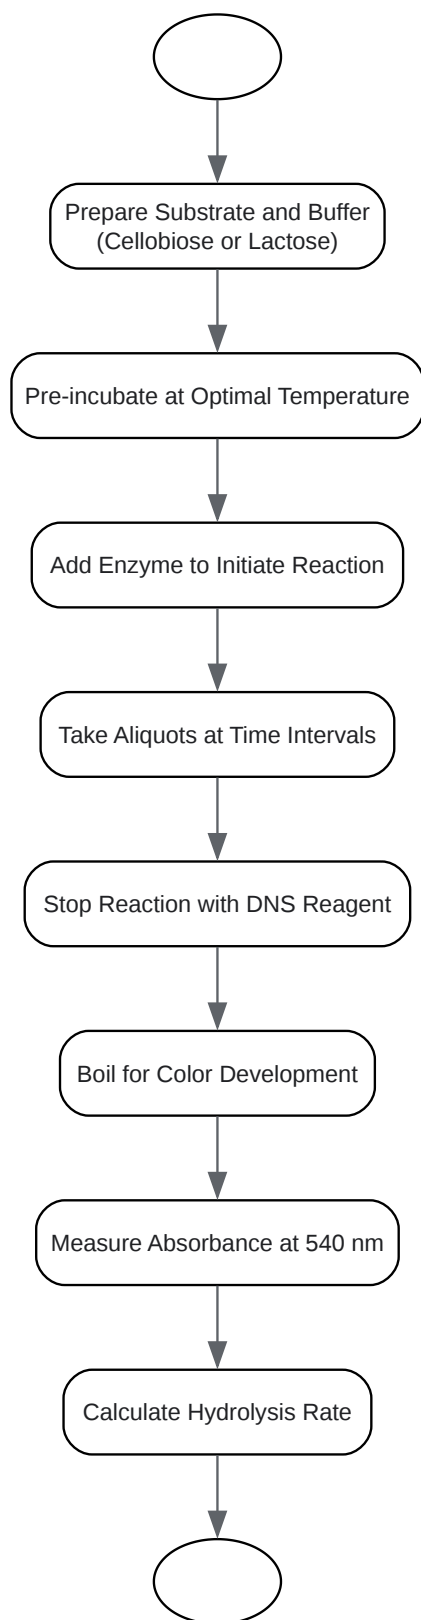 Prepare Substrate and Buffer
(Cellobiose or Lactose)
Pre-incubate at Optimal Temperature
Add Enzyme to Initiate Reaction
Take Aliquots at Time Intervals
Stop Reaction with DNS Reagent
Boil for Color Development
Measure Absorbance at 540 nm
Calculate Hydrolysis Rate